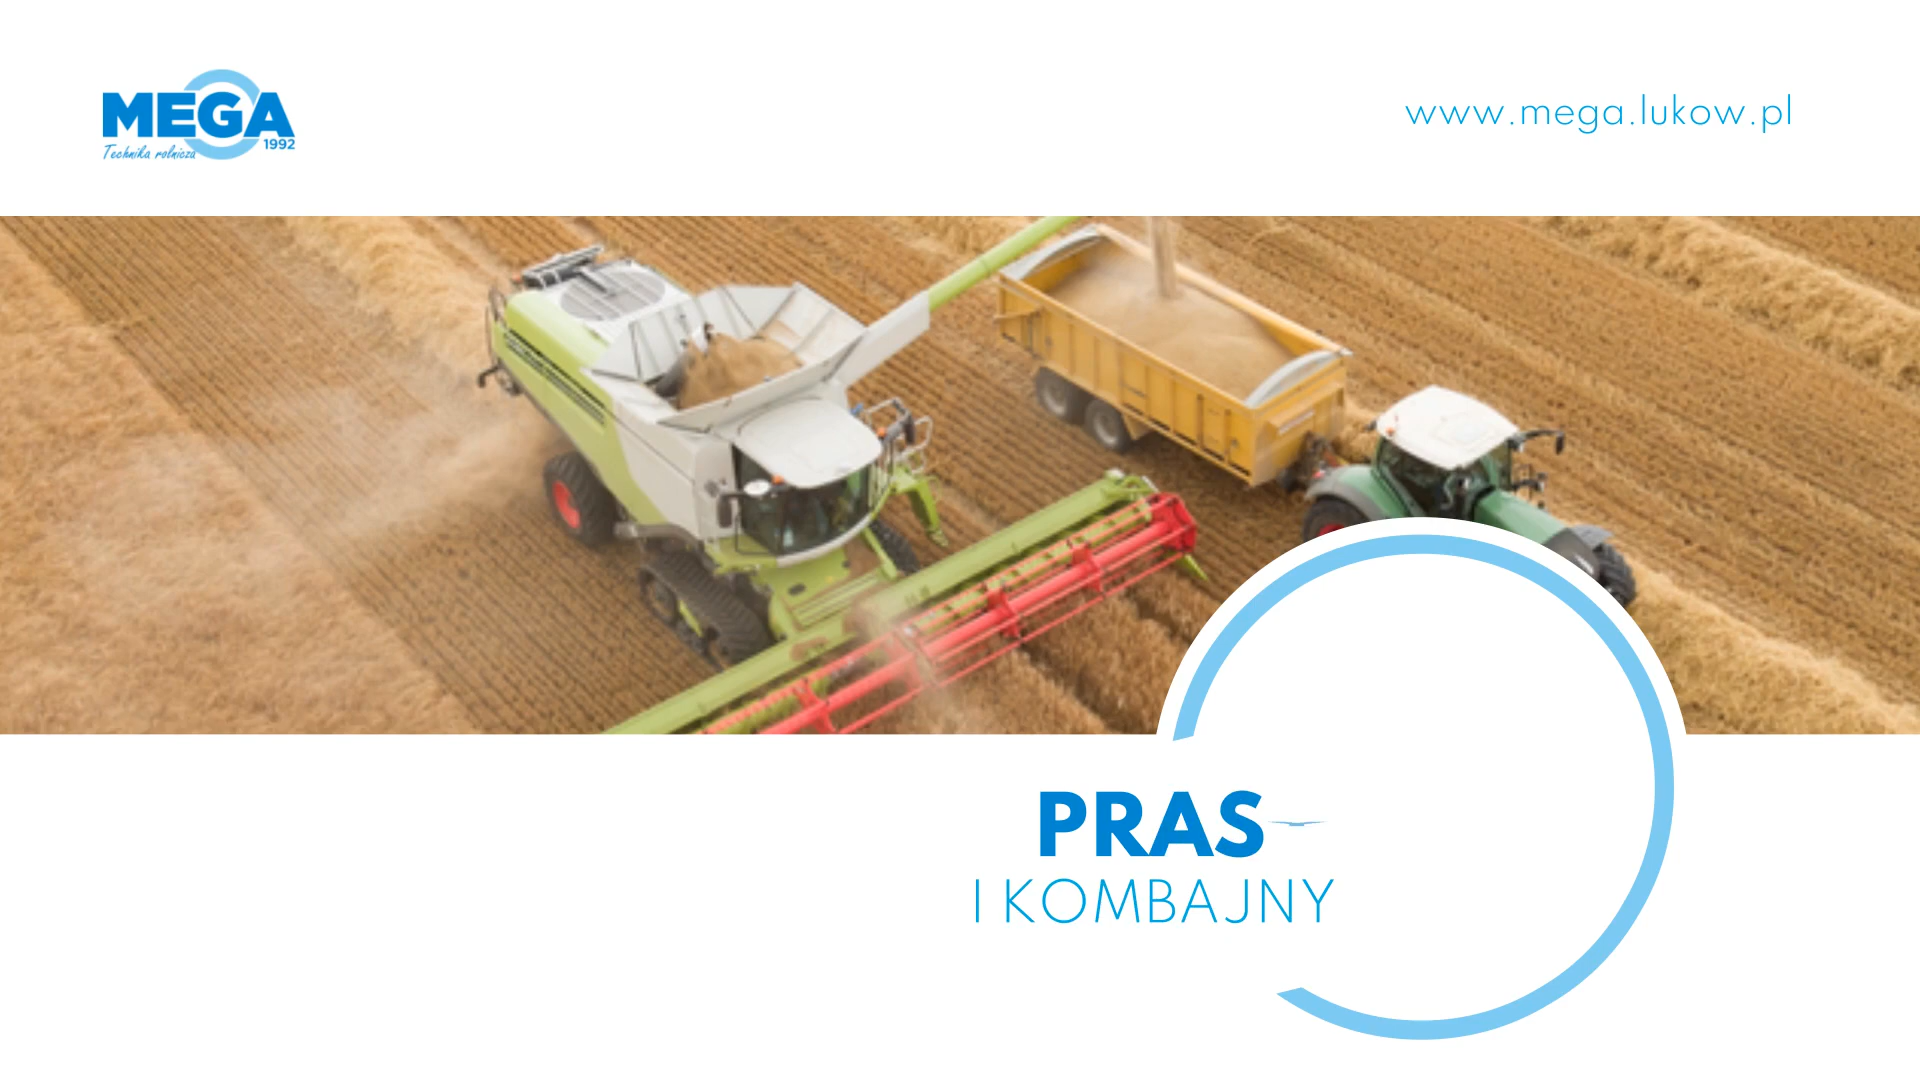 MEGA
1992
Technika rolnicza
www.mega.lukow.pl
PRAS
I KOMBAJNY